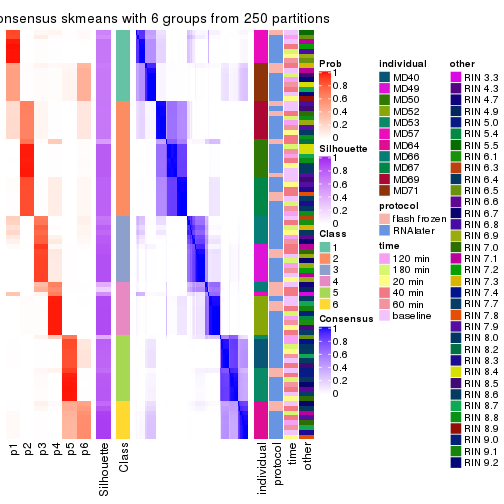 onsensus skmeans with 6 groups from 250 partitions
Prob
1
0.8
0.6
0.4
0.2
0
Silhouette
1
0.8
0.6
0.4
0.2
0
Class
1
2
3
4
5
6
Consensus
1
0.8
0.6
0.4
0.2
0
individual
MD40
MD49
MD50
MD52
MD53
MD57
MD64
MD66
MD67
MD69
MD71
protocol
flash frozen
RNAlater
time
120 min
180 min
20 min
40 min
60 min
baseline
other
RIN 3.3
RIN 4.3
RIN 4.7
RIN 4.9
RIN 5.0
RIN 5.4
RIN 5.5
RIN 6.1
RIN 6.3
RIN 6.4
RIN 6.5
RIN 6.6
RIN 6.7
RIN 6.8
RIN 6.9
RIN 7.0
RIN 7.1
RIN 7.2
RIN 7.3
RIN 7.4
RIN 7.7
RIN 7.8
RIN 7.9
RIN 8.0
RIN 8.2
RIN 8.3
RIN 8.4
RIN 8.5
RIN 8.6
RIN 8.7
RIN 8.8
RIN 8.9
RIN 9.0
RIN 9.1
RIN 9.2
p1
p2
p3
p4
p5
p6
Silhouette
Class
individual
protocol
time
other